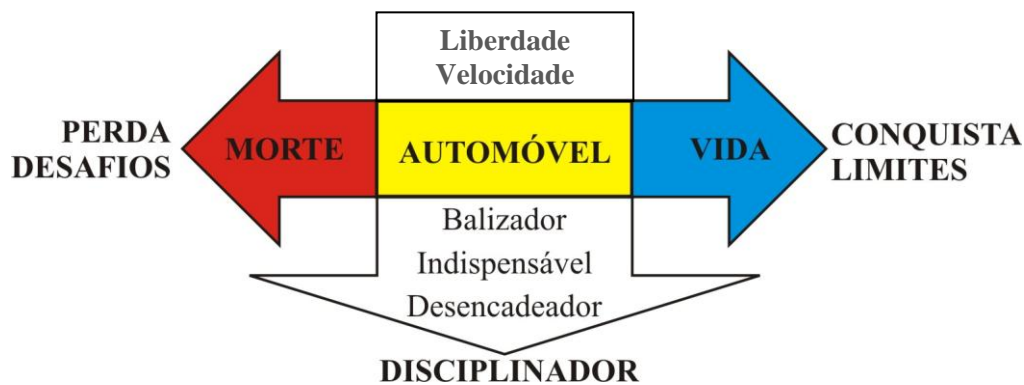 Liberdade
Velocidade
PERDA
DESAFIOS
MORTE
AUTOMÓVEL
VIDA
CONQUISTA
LIMITES
Balizador
Indispensável
Desencadeador
DISCIPLINADOR